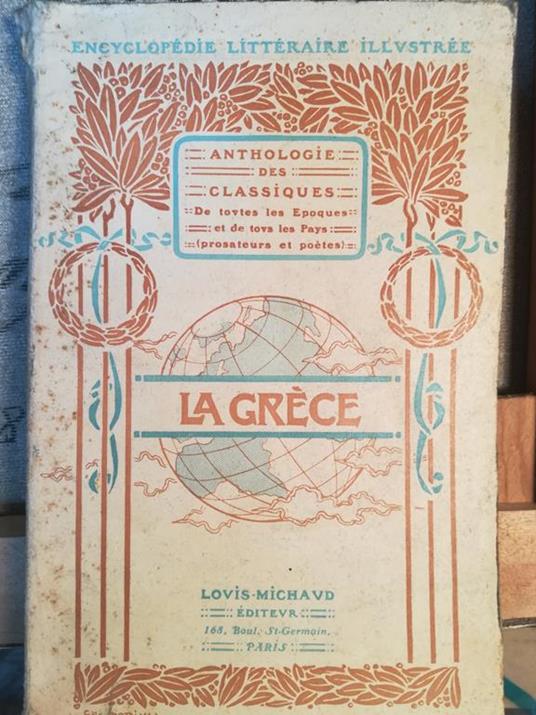 ENCYCLOPÉDIE LITTÉRAIRE ILLVSTRÉE
ANTHOLOGIE
DES
CLASSIQUES
De tovtes les Epoques
et de tovs les Pays
(prosateurs et poètes)
LA GRÈCE
LOVIS-MICHAVD
ÉDITEVR
168, Boul. St-Germain,
PARIS